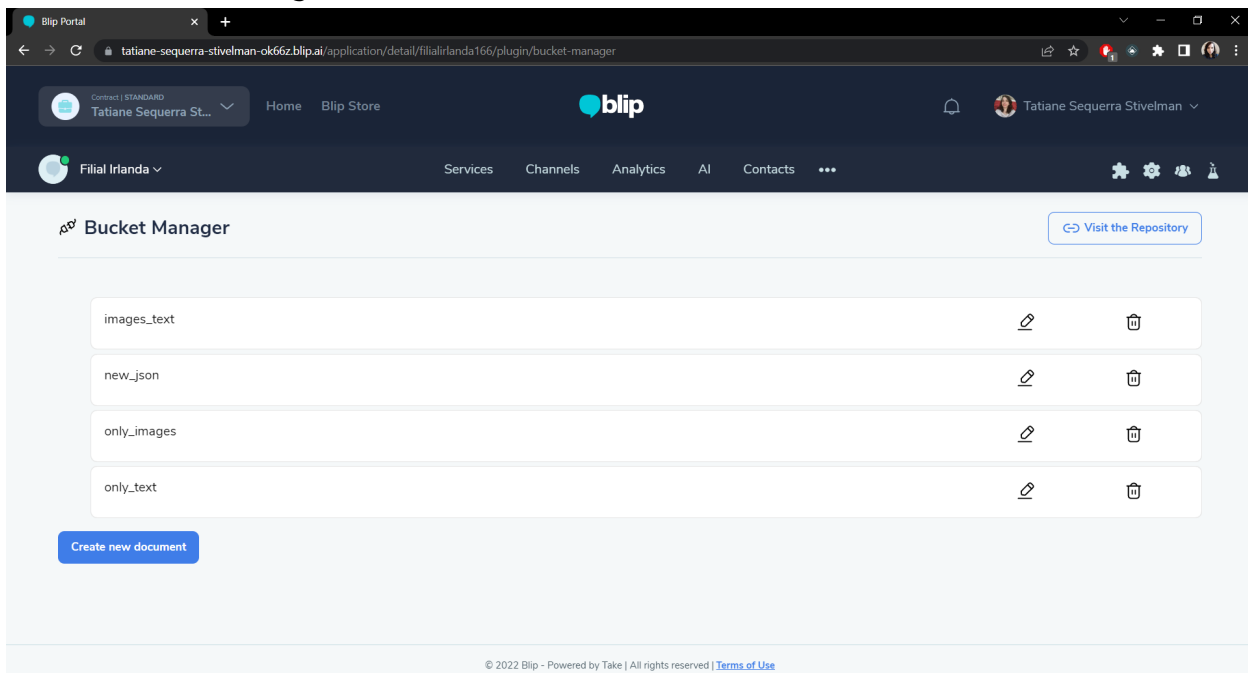 Blip Portal
tatiane-sequerra-stivelman-ok66z.blip.ai/application/detail/filialirlanda166/plugin/bucket-manager
1
Contract | STANDARD
Tatiane Sequerra St...
Home Blip Store
blip
Tatiane Sequerra Stivelman
Filial Irlanda
Services Channels Analytics AI Contacts
Bucket Manager
Visit the Repository
images_text
new_json
only_images
only_text
Create new document
© 2022 Blip - Powered by Take | All rights reserved | Terms of Use